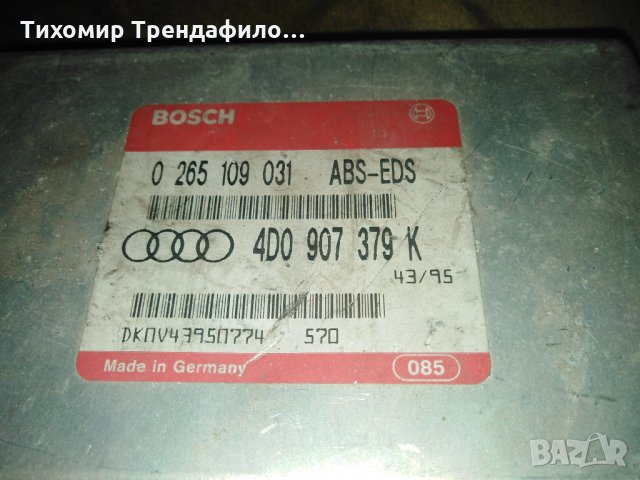 Тихомир Трендафило...
BOSCH
0 265 109 031 ABS-EDS
4D0 907 379 K
43/95
DKNV43950774 570
Made in Germany 085
BAZAR